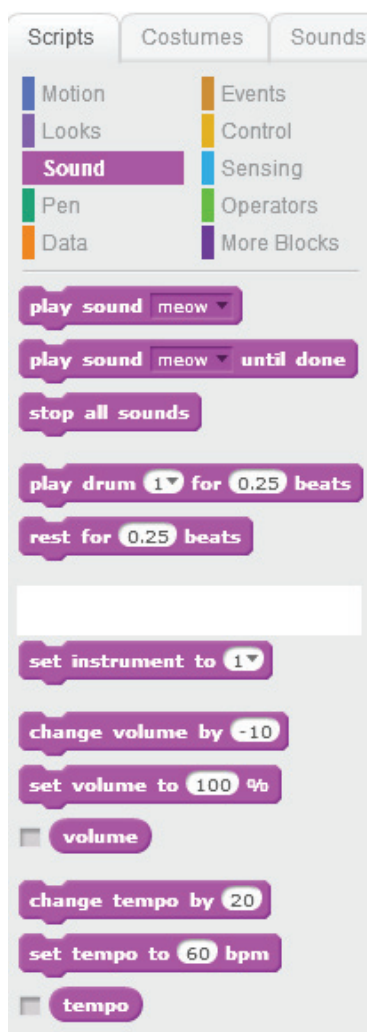 Scripts Costumes Sounds
Motion Events
Looks Control
Sound Sensing
Pen Operators
Data More Blocks
play sound meow
play sound meow until done
stop all sounds
play drum 1 for 0.25 beats
rest for 0.25 beats
set instrument to 1
change volume by -10
set volume to 100 %
volume
change tempo by 20
set tempo to 60 bpm
tempo